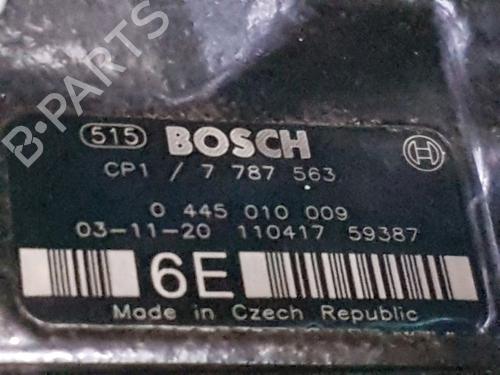 515 BOSCH
CP1 / 7 787 563
0 445 010 009
03-11-20 110417 59387
6E
Made in Czech Republic
B-PARTS